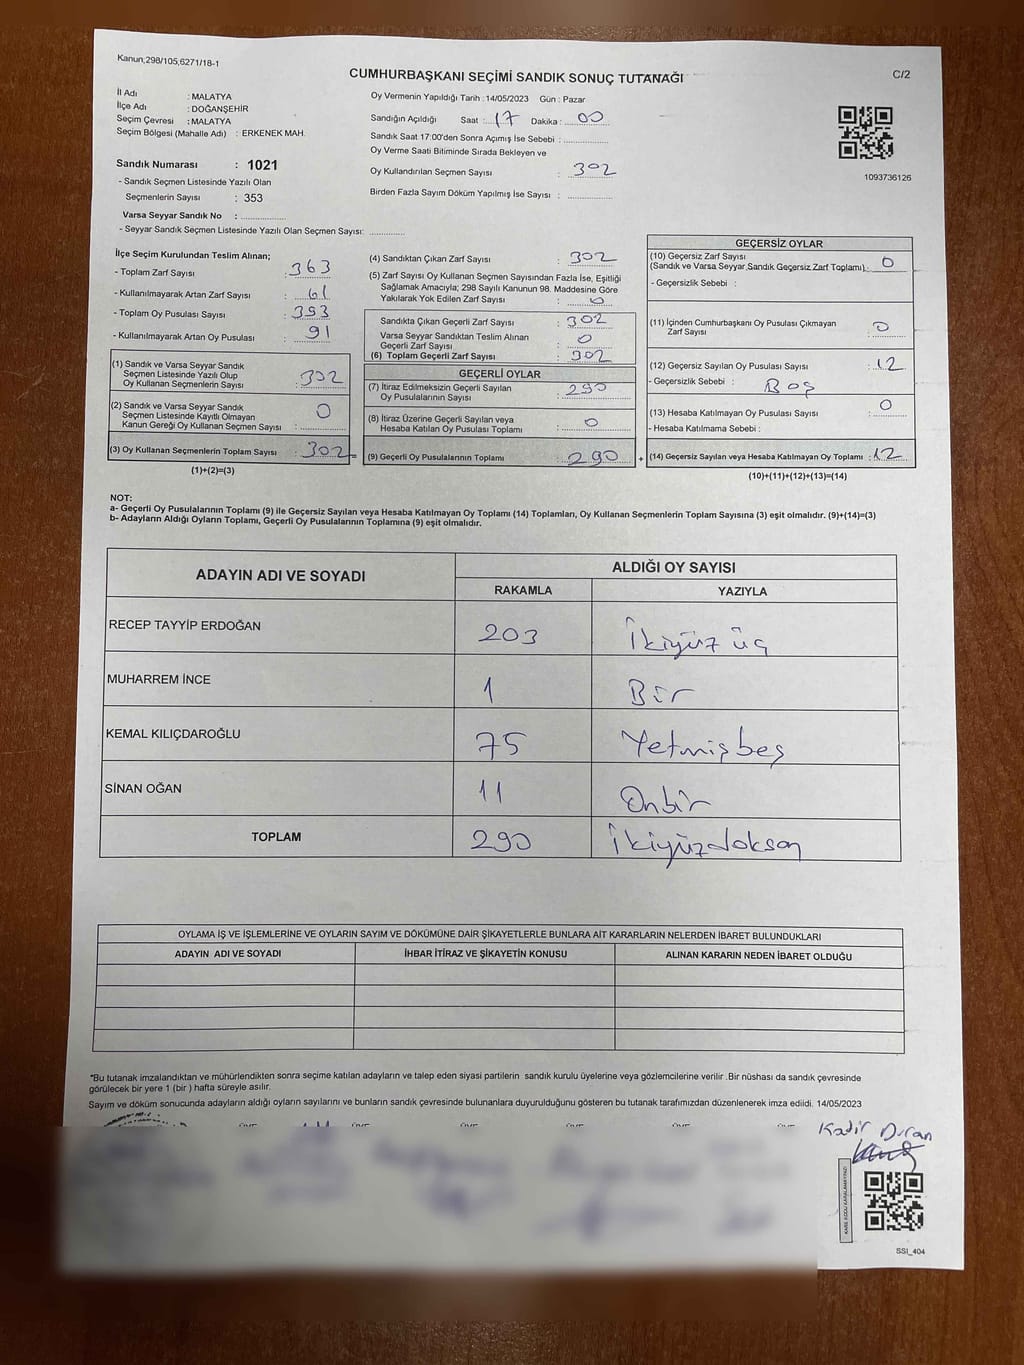 Kanun,298/105,6271/18-1
CUMHURBAŞKANI SEÇİMİ SANDIK SONUÇ TUTANAĞI
C/2
İl Adı : MALATYA
İlçe Adı : DOĞANŞEHİR
Seçim Çevresi : MALATYA
Seçim Bölgesi (Mahalle Adı) : ERKENEK MAH.
Sandık Numarası : 1021
- Sandık Seçmen Listesinde Yazılı Olan
Seçmenlerin Sayısı : 353
Varsa Seyyar Sandık No :
- Seyyar Sandık Seçmen Listesinde Yazılı Olan Seçmen Sayısı:
Oy Vermenin Yapıldığı Tarih : 14/05/2023 Gün : Pazar
Sandığın Açıldığı Saat : 17 Dakika : 00
Sandık Saat 17:00'den Sonra Açımış İse Sebebi :
Oy Verme Saati Bitiminde Sırada Bekleyen ve
Oy Kullandırılan Seçmen Sayısı : 302
Birden Fazla Sayım Döküm Yapılmış İse Sayısı :
1093736126
İlçe Seçim Kurulundan Teslim Alınan;
- Toplam Zarf Sayısı : 363
- Kullanılmayarak Artan Zarf Sayısı : 61
- Toplam Oy Pusulası Sayısı : 393
- Kullanılmayarak Artan Oy Pusulası : 91
(1) Sandık ve Varsa Seyyar Sandık
Seçmen Listesinde Yazılı Olup
Oy Kullanan Seçmenlerin Sayısı : 302
(2) Sandık ve Varsa Seyyar Sandık
Seçmen Listesinde Kayıtlı Olmayan
Kanun Gereği Oy Kullanan Seçmen Sayısı : 0
(3) Oy Kullanan Seçmenlerin Toplam Sayısı : 302 =
(1)+(2)=(3)
(4) Sandıktan Çıkan Zarf Sayısı : 302
(5) Zarf Sayısı Oy Kullanan Seçmen Sayısından Fazla İse, Eşitliği
Sağlamak Amacıyla; 298 Sayılı Kanunun 98. Maddesine Göre
Yakılarak Yok Edilen Zarf Sayısı : 0
Sandıkta Çıkan Geçerli Zarf Sayısı : 302
Varsa Seyyar Sandıktan Teslim Alınan
Geçerli Zarf Sayısı : 0
(6) Toplam Geçerli Zarf Sayısı : 302
GEÇERLİ OYLAR
(7) İtiraz Edilmeksizin Geçerli Sayılan
Oy Pusulalarının Sayısı : 290
(8) İtiraz Üzerine Geçerli Sayılan veya
Hesaba Katılan Oy Pusulası Toplamı : 0
(9) Geçerli Oy Pusulalarının Toplamı : 290 +
GEÇERSİZ OYLAR
(10) Geçersiz Zarf Sayısı
(Sandık ve Varsa Seyyar Sandık Geçersiz Zarf Toplamı) : 0
- Geçersizlik Sebebi :
(11) İçinden Cumhurbaşkanı Oy Pusulası Çıkmayan
Zarf Sayısı : 0
(12) Geçersiz Sayılan Oy Pusulası Sayısı : 12
- Geçersizlik Sebebi : Boş
(13) Hesaba Katılmayan Oy Pusulası Sayısı : 0
- Hesaba Katılmama Sebebi :
(14) Geçersiz Sayılan veya Hesaba Katılmayan Oy Toplamı : 12
(10)+(11)+(12)+(13)=(14)
NOT:
a- Geçerli Oy Pusulalarının Toplamı (9) ile Geçersiz Sayılan veya Hesaba Katılmayan Oy Toplamı (14) Toplamları, Oy Kullanan Seçmenlerin Toplam Sayısına (3) eşit olmalıdır. (9)+(14)=(3)
b- Adayların Aldığı Oyların Toplamı, Geçerli Oy Pusulalarının Toplamına (9) eşit olmalıdır.
ADAYIN ADI VE SOYADI
ALDIĞI OY SAYISI
RAKAMLA YAZIYLA
RECEP TAYYİP ERDOĞAN 203 İkiyüz üç
MUHARREM İNCE 1 Bir
KEMAL KILIÇDAROĞLU 75 Yetmişbeş
SİNAN OĞAN 11 Onbir
TOPLAM 290 İkiyüzdoksan
OYLAMA İŞ VE İŞLEMLERİNE VE OYLARIN SAYIM VE DÖKÜMÜNE DAİR ŞİKAYETLERLE BUNLARA AİT KARARLARIN NELERDEN İBARET BULUNDUKLARI
ADAYIN ADI VE SOYADI İHBAR İTİRAZ VE ŞİKAYETİN KONUSU ALINAN KARARIN NEDEN İBARET OLDUĞU
*Bu tutanak imzalandıktan ve mühürlendikten sonra seçime katılan adayların ve talep eden siyasi partilerin sandık kurulu üyelerine veya gözlemcilerine verilir .Bir nüshası da sandık çevresinde
görülecek bir yere 1 (bir ) hafta süreyle asılır.
Sayım ve döküm sonucunda adayların aldığı oyların sayılarını ve bunların sandık çevresinde bulunanlara duyurulduğunu gösteren bu tutanak tarafımızdan düzenlenerek imza edildi. 14/05/2023
Kadir Diran
KARE KODU KARALAMAYINIZ!
SSI_404